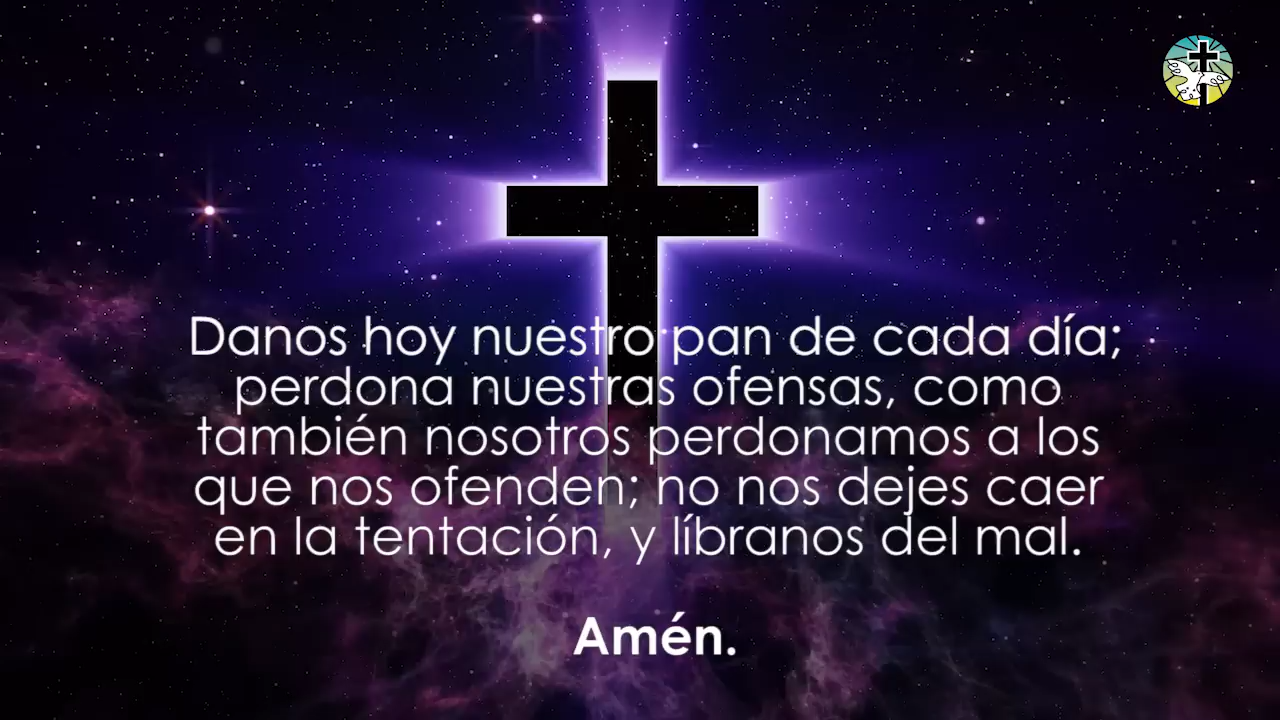 Danos hoy nuestro pan de cada día;
perdona nuestras ofensas, como
también nosotros perdonamos a los
que nos ofenden; no nos dejes caer
en la tentación, y líbranos del mal.
Amén.